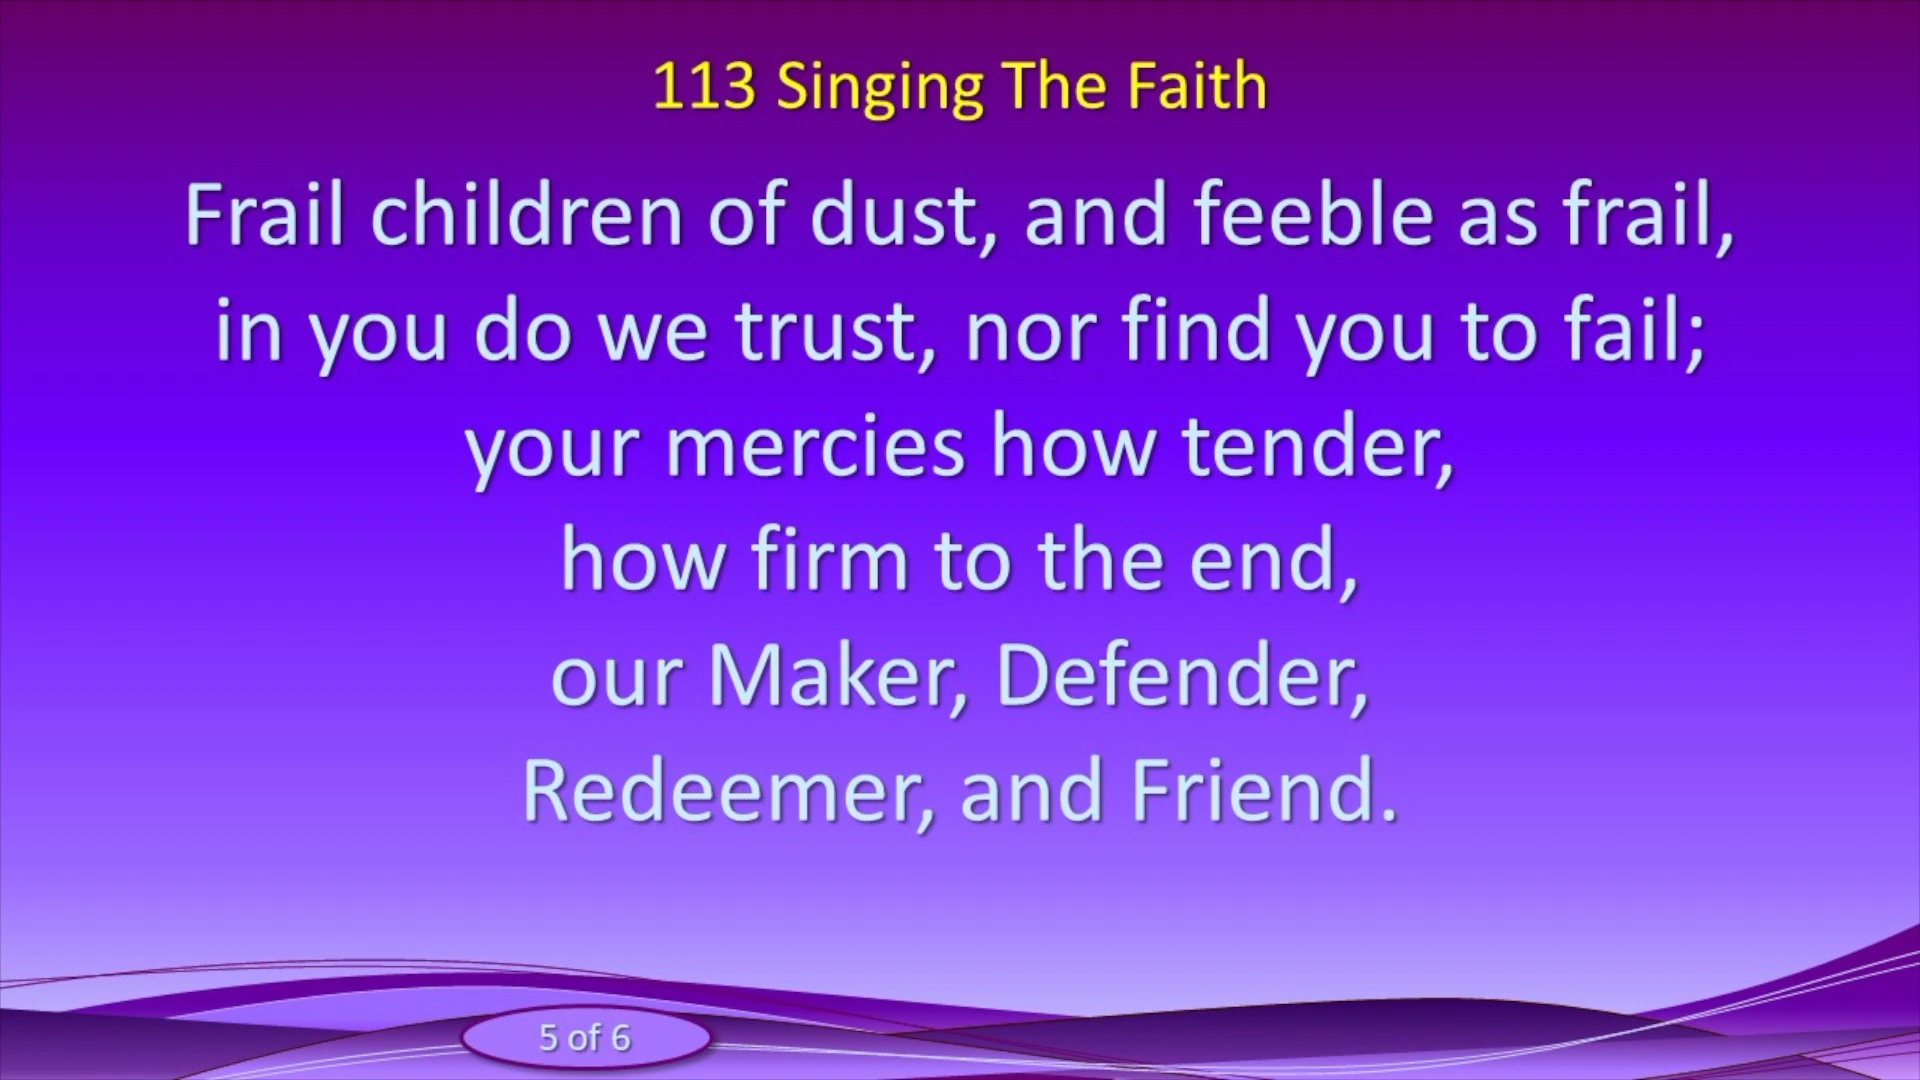 113 Singing The Faith
Frail children of dust, and feeble as frail,
in you do we trust, nor find you to fail;
your mercies how tender,
how firm to the end,
our Maker, Defender,
Redeemer, and Friend.
5 of 6